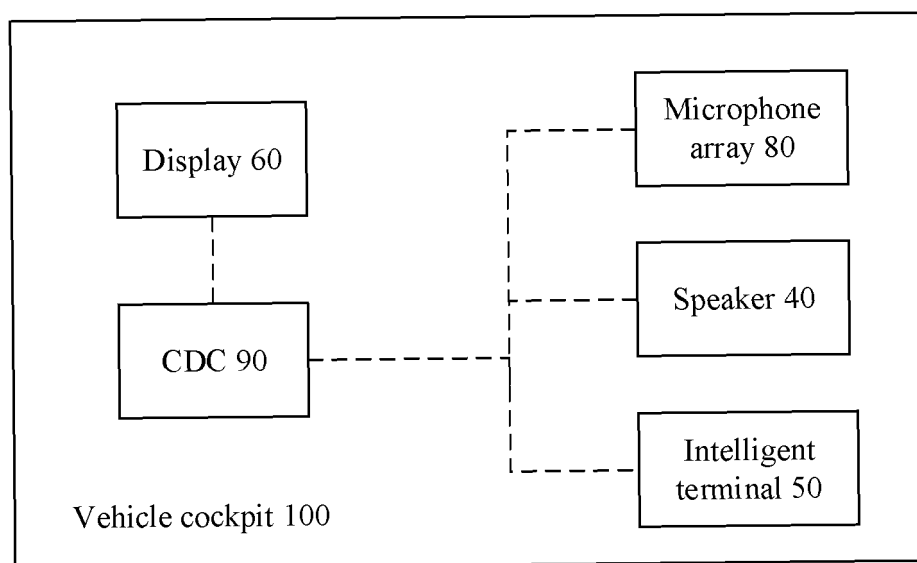 Display 60
CDC 90
Microphone
array 80
Speaker 40
Intelligent
terminal 50
Vehicle cockpit 100